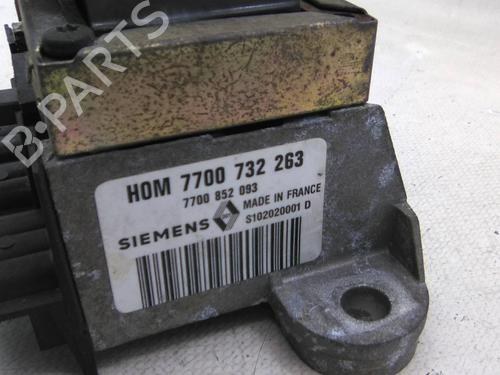 B-PARTS
HOM 7700 732 263
7700 852 093
SIEMENS MADE IN FRANCE
S102020001 D